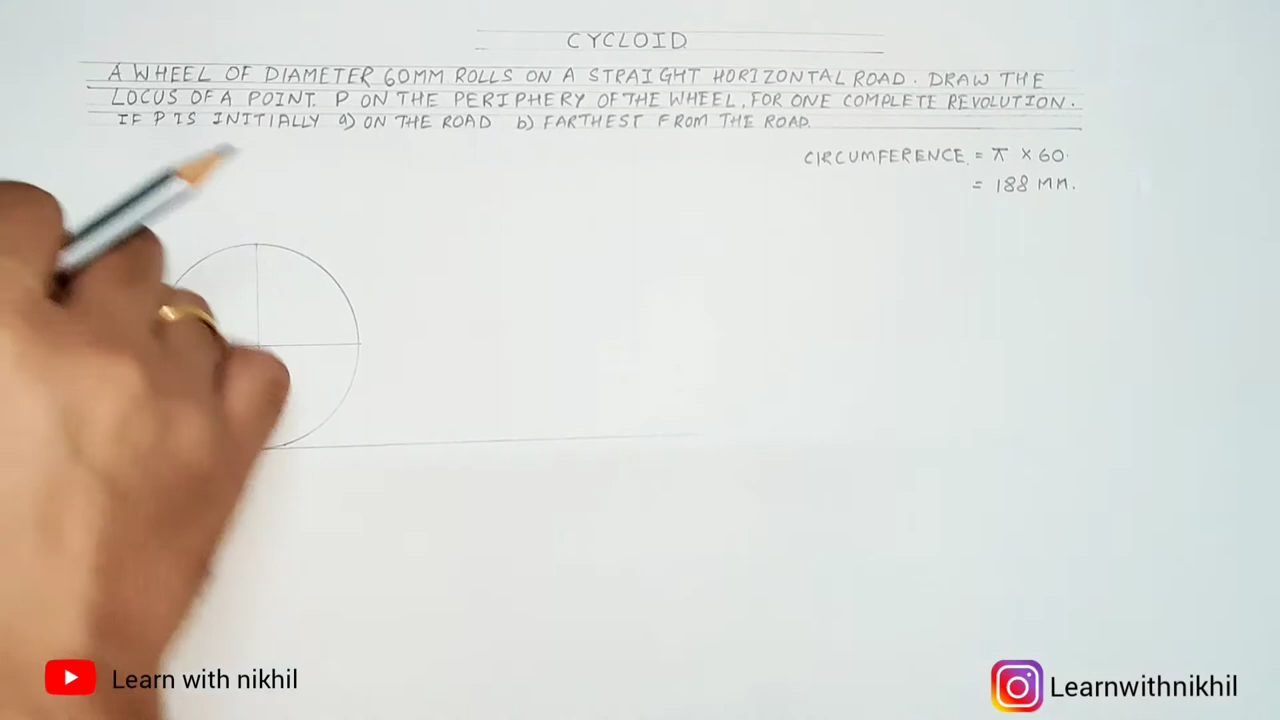 CYCLOID
A WHEEL OF DIAMETER 60MM ROLLS ON A STRAIGHT HORIZONTAL ROAD. DRAW THE
LOCUS OF A POINT. P ON THE PERIPHERY OF THE WHEEL, FOR ONE COMPLETE REVOLUTION.
IF P IS INITIALLY a) ON THE ROAD b) FARTHEST FROM THE ROAD.
CIRCUMFERENCE = π × 60
= 188 MM.
Learn with nikhil
Learnwithnikhil